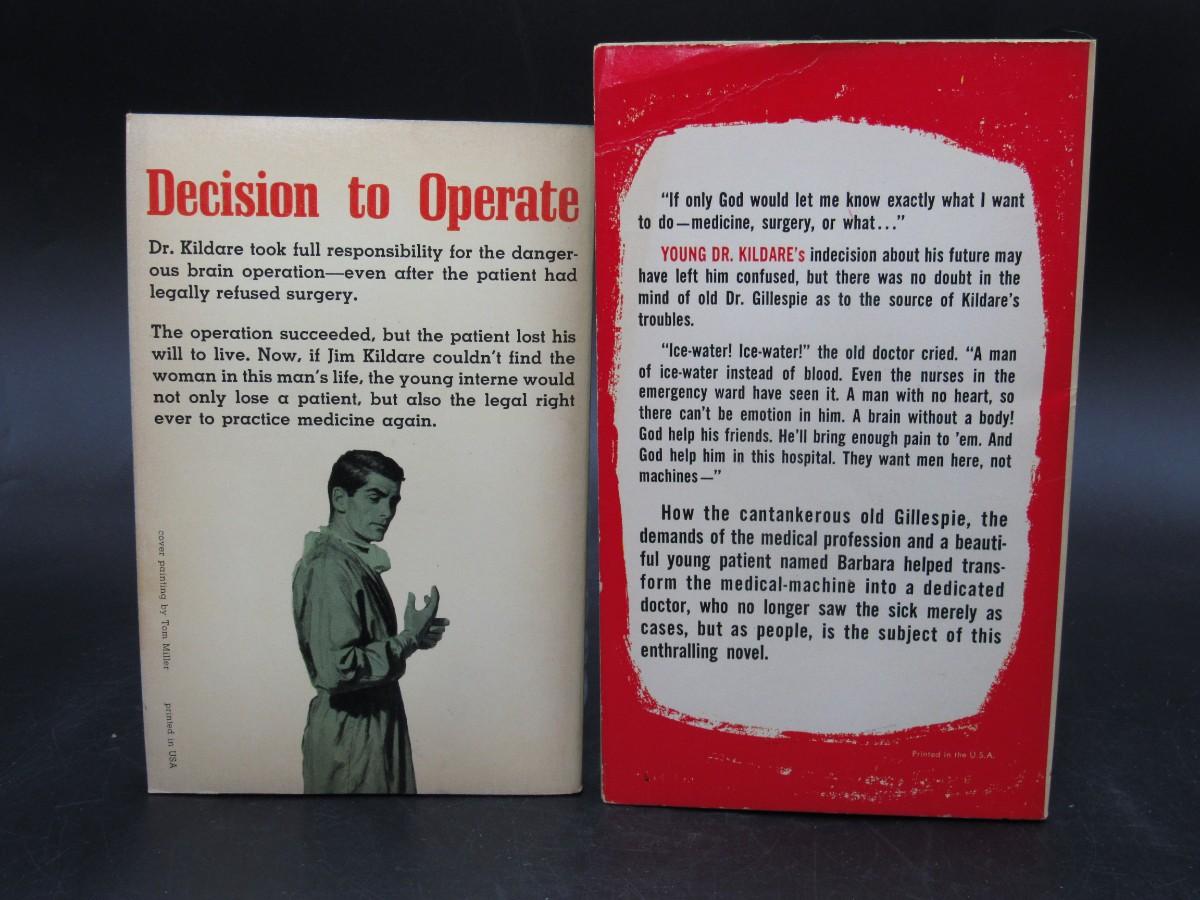 Decision to Operate
Dr. Kildare took full responsibility for the danger-
ous brain operation—even after the patient had
legally refused surgery.
The operation succeeded, but the patient lost his
will to live. Now, if Jim Kildare couldn't find the
woman in this man's life, the young interne would
not only lose a patient, but also the legal right
ever to practice medicine again.
cover painting by Tom Miller
printed in USA
"If only God would let me know exactly what I want
to do—medicine, surgery, or what..."
YOUNG DR. KILDARE's indecision about his future may
have left him confused, but there was no doubt in the
mind of old Dr. Gillespie as to the source of Kildare's
troubles.
"Ice-water! Ice-water!" the old doctor cried. "A man
of ice-water instead of blood. Even the nurses in the
emergency ward have seen it. A man with no heart, so
there can't be emotion in him. A brain without a body!
God help his friends. He'll bring enough pain to 'em. And
God help him in this hospital. They want men here, not
machines—"
How the cantankerous old Gillespie, the
demands of the medical profession and a beauti-
ful young patient named Barbara helped trans-
form the medical-machine into a dedicated
doctor, who no longer saw the sick merely as
cases, but as people, is the subject of this
enthralling novel.
Printed in the U.S.A.